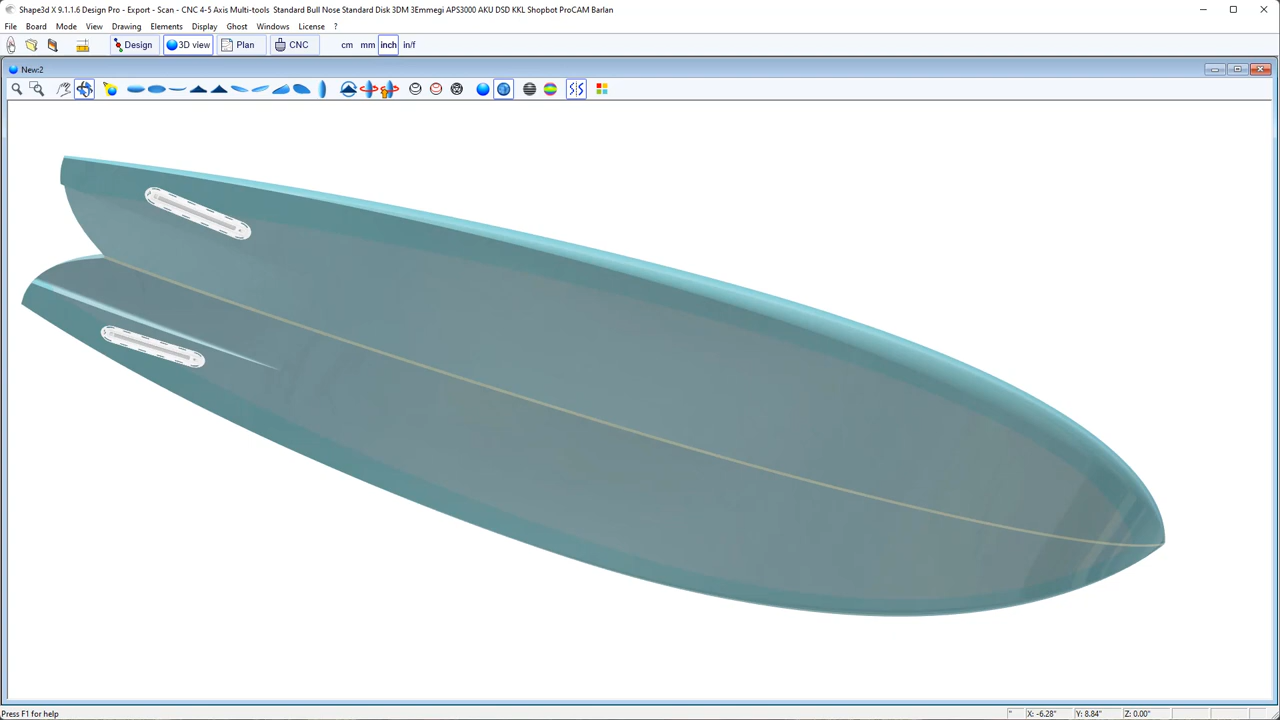 Shape3d X 9.1.1.6 Design Pro - Export - Scan - CNC 4-5 Axis Multi-tools  Standard Bull Nose Standard Disk 3DM 3Emmegi APS3000 AKU DSD KKL Shopbot ProCAM Barlan
File Board Mode View Drawing Elements Display Ghost Windows License ?
Design 3D view Plan CNC cm mm inch in/f
New:2
Press F1 for help " X: -6.28" Y: 8.84" Z: 0.00"